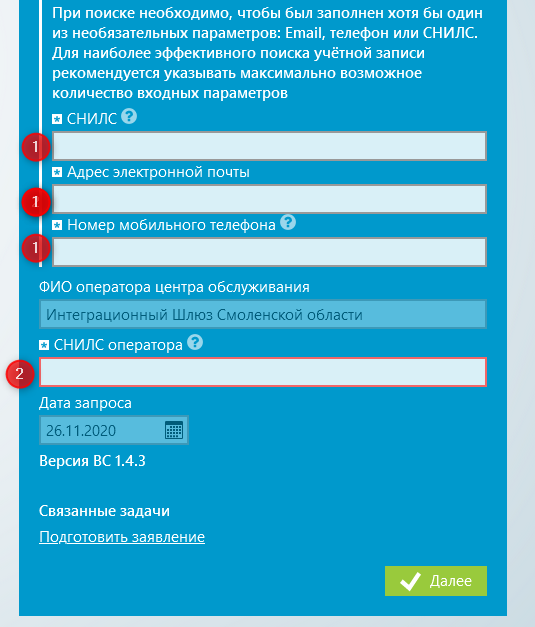 При поиске необходимо, чтобы был заполнен хотя бы один
из необязательных параметров: Email, телефон или СНИЛС.
Для наиболее эффективного поиска учётной записи
рекомендуется указывать максимально возможное
количество входных параметров
* СНИЛС ?
1
* Адрес электронной почты
1
* Номер мобильного телефона ?
1
ФИО оператора центра обслуживания
Интеграционный Шлюз Смоленской области
* СНИЛС оператора ?
2
Дата запроса
26.11.2020
Версия ВС 1.4.3
Связанные задачи
Подготовить заявление
Далее